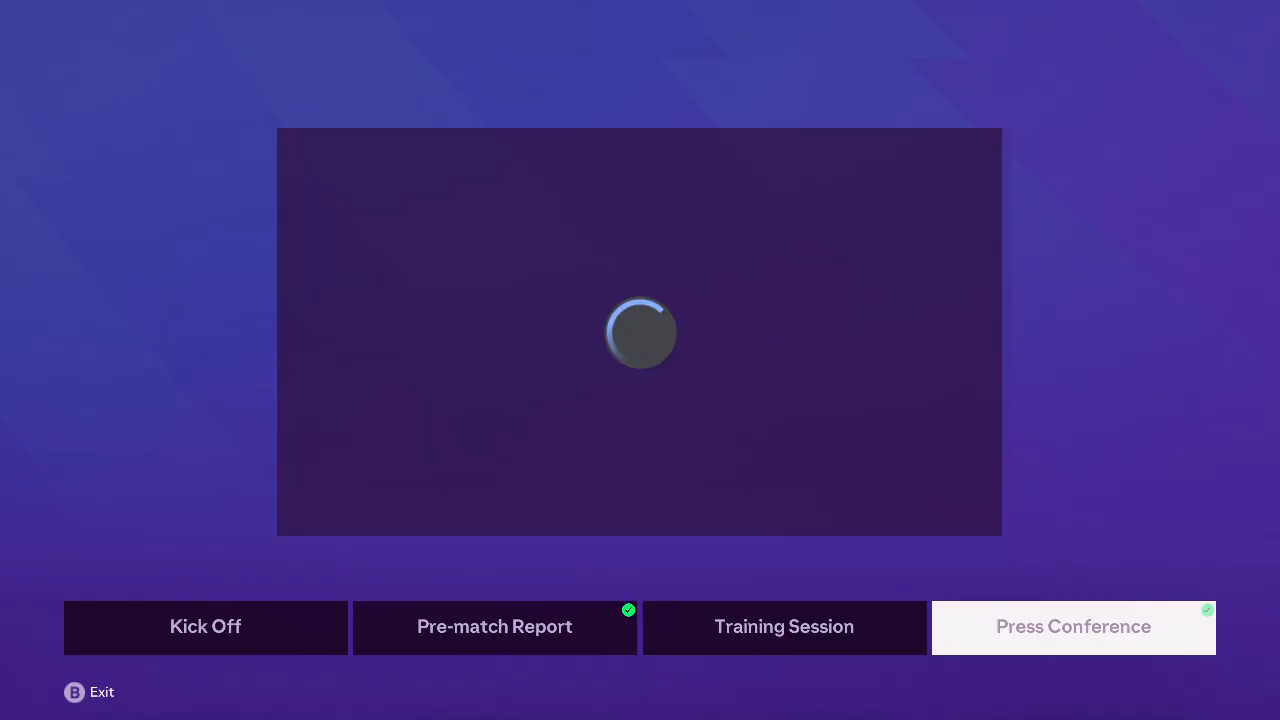 Kick Off
Pre-match Report
Training Session
Press Conference
B Exit